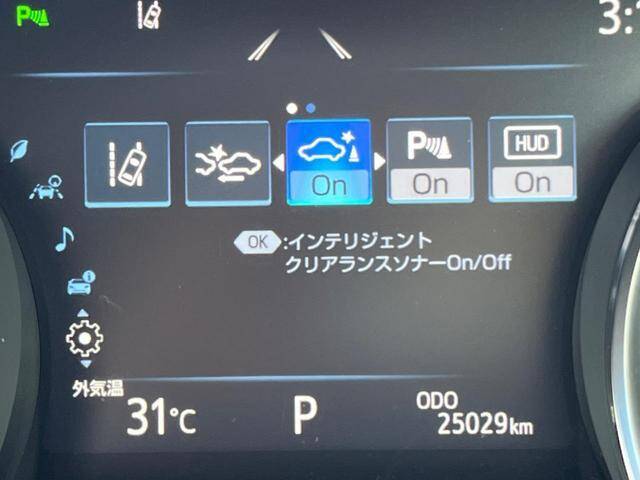 P
3:
P
HUD
On
On
On
OK :インテリジェント
クリアランスソナーOn/Off
外気温
31℃
P
ODO
25029km